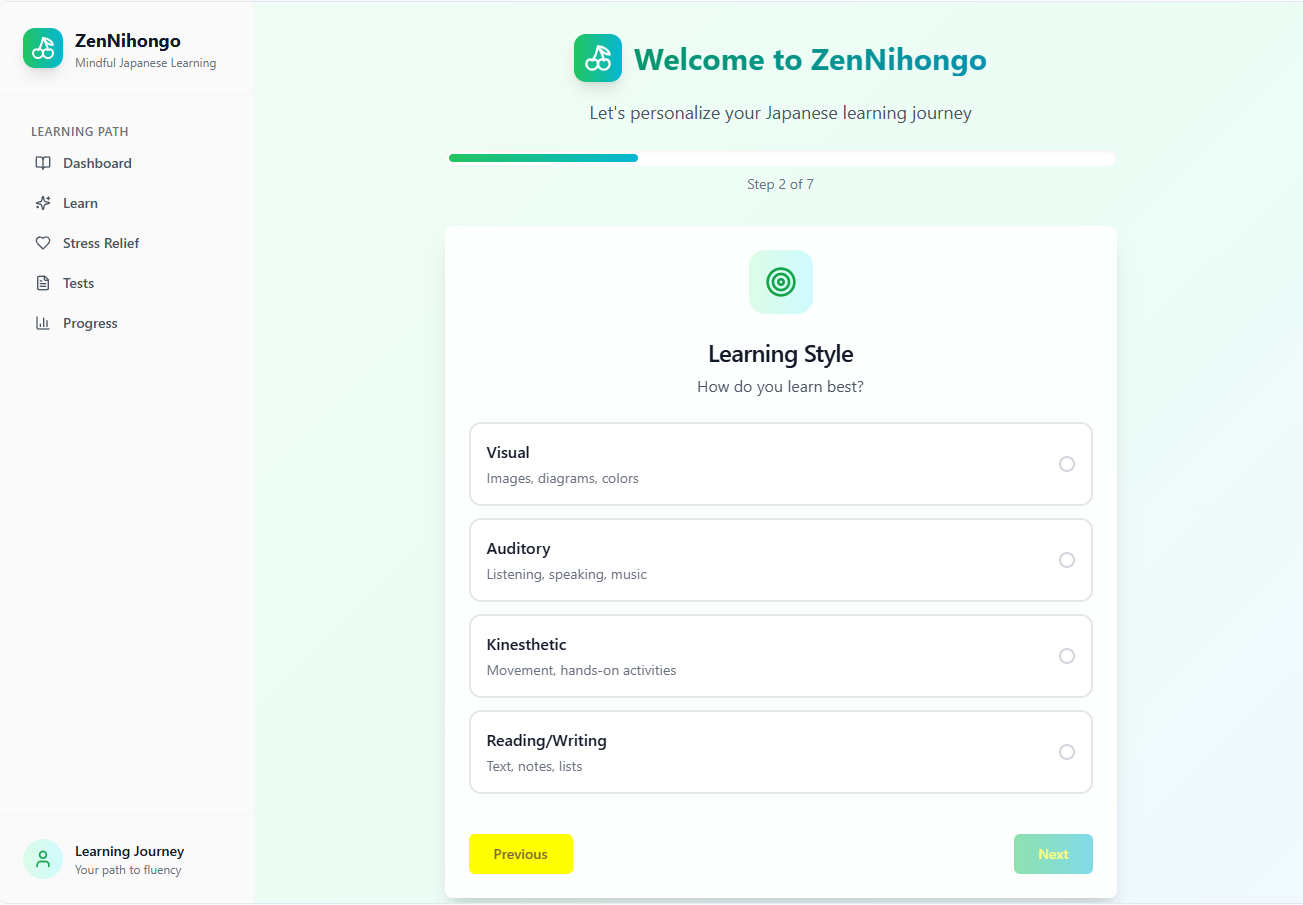 ZenNihongo
Mindful Japanese Learning
LEARNING PATH
Dashboard
Learn
Stress Relief
Tests
Progress
Learning Journey
Your path to fluency
Welcome to ZenNihongo
Let's personalize your Japanese learning journey
Step 2 of 7
Learning Style
How do you learn best?
Visual
Images, diagrams, colors
Auditory
Listening, speaking, music
Kinesthetic
Movement, hands-on activities
Reading/Writing
Text, notes, lists
Previous
Next